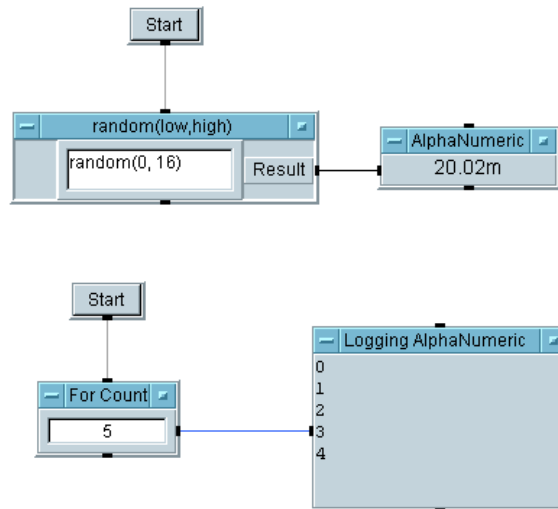 Start
random(low,high)
random(0, 16)
Result
AlphaNumeric
20.02m
Start
For Count
5
Logging AlphaNumeric
0
1
2
3
4